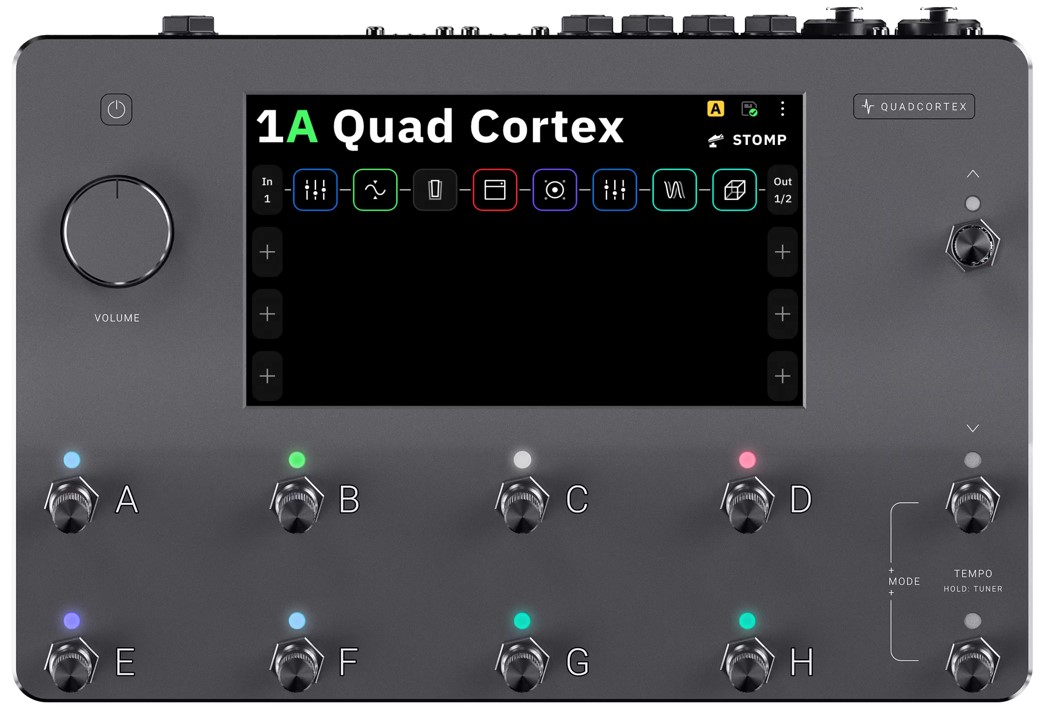 1A Quad Cortex
A
STOMP
QUADCORTEX
In
1
Out
1/2
VOLUME
A
B
C
D
MODE
TEMPO
HOLD: TUNER
E
F
G
H